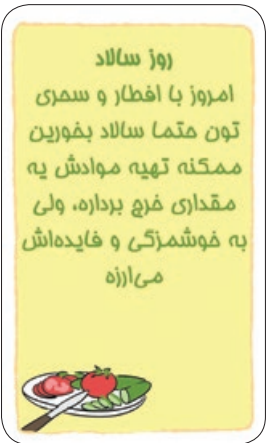 روز سالاد
امروز با افطار و سحری
تون حتما سالاد بخورین
ممکنه تهیه موادش یه
مقداری خرج برداره، ولی
به خوشمزگی و فایده‌اش
می‌ارزه